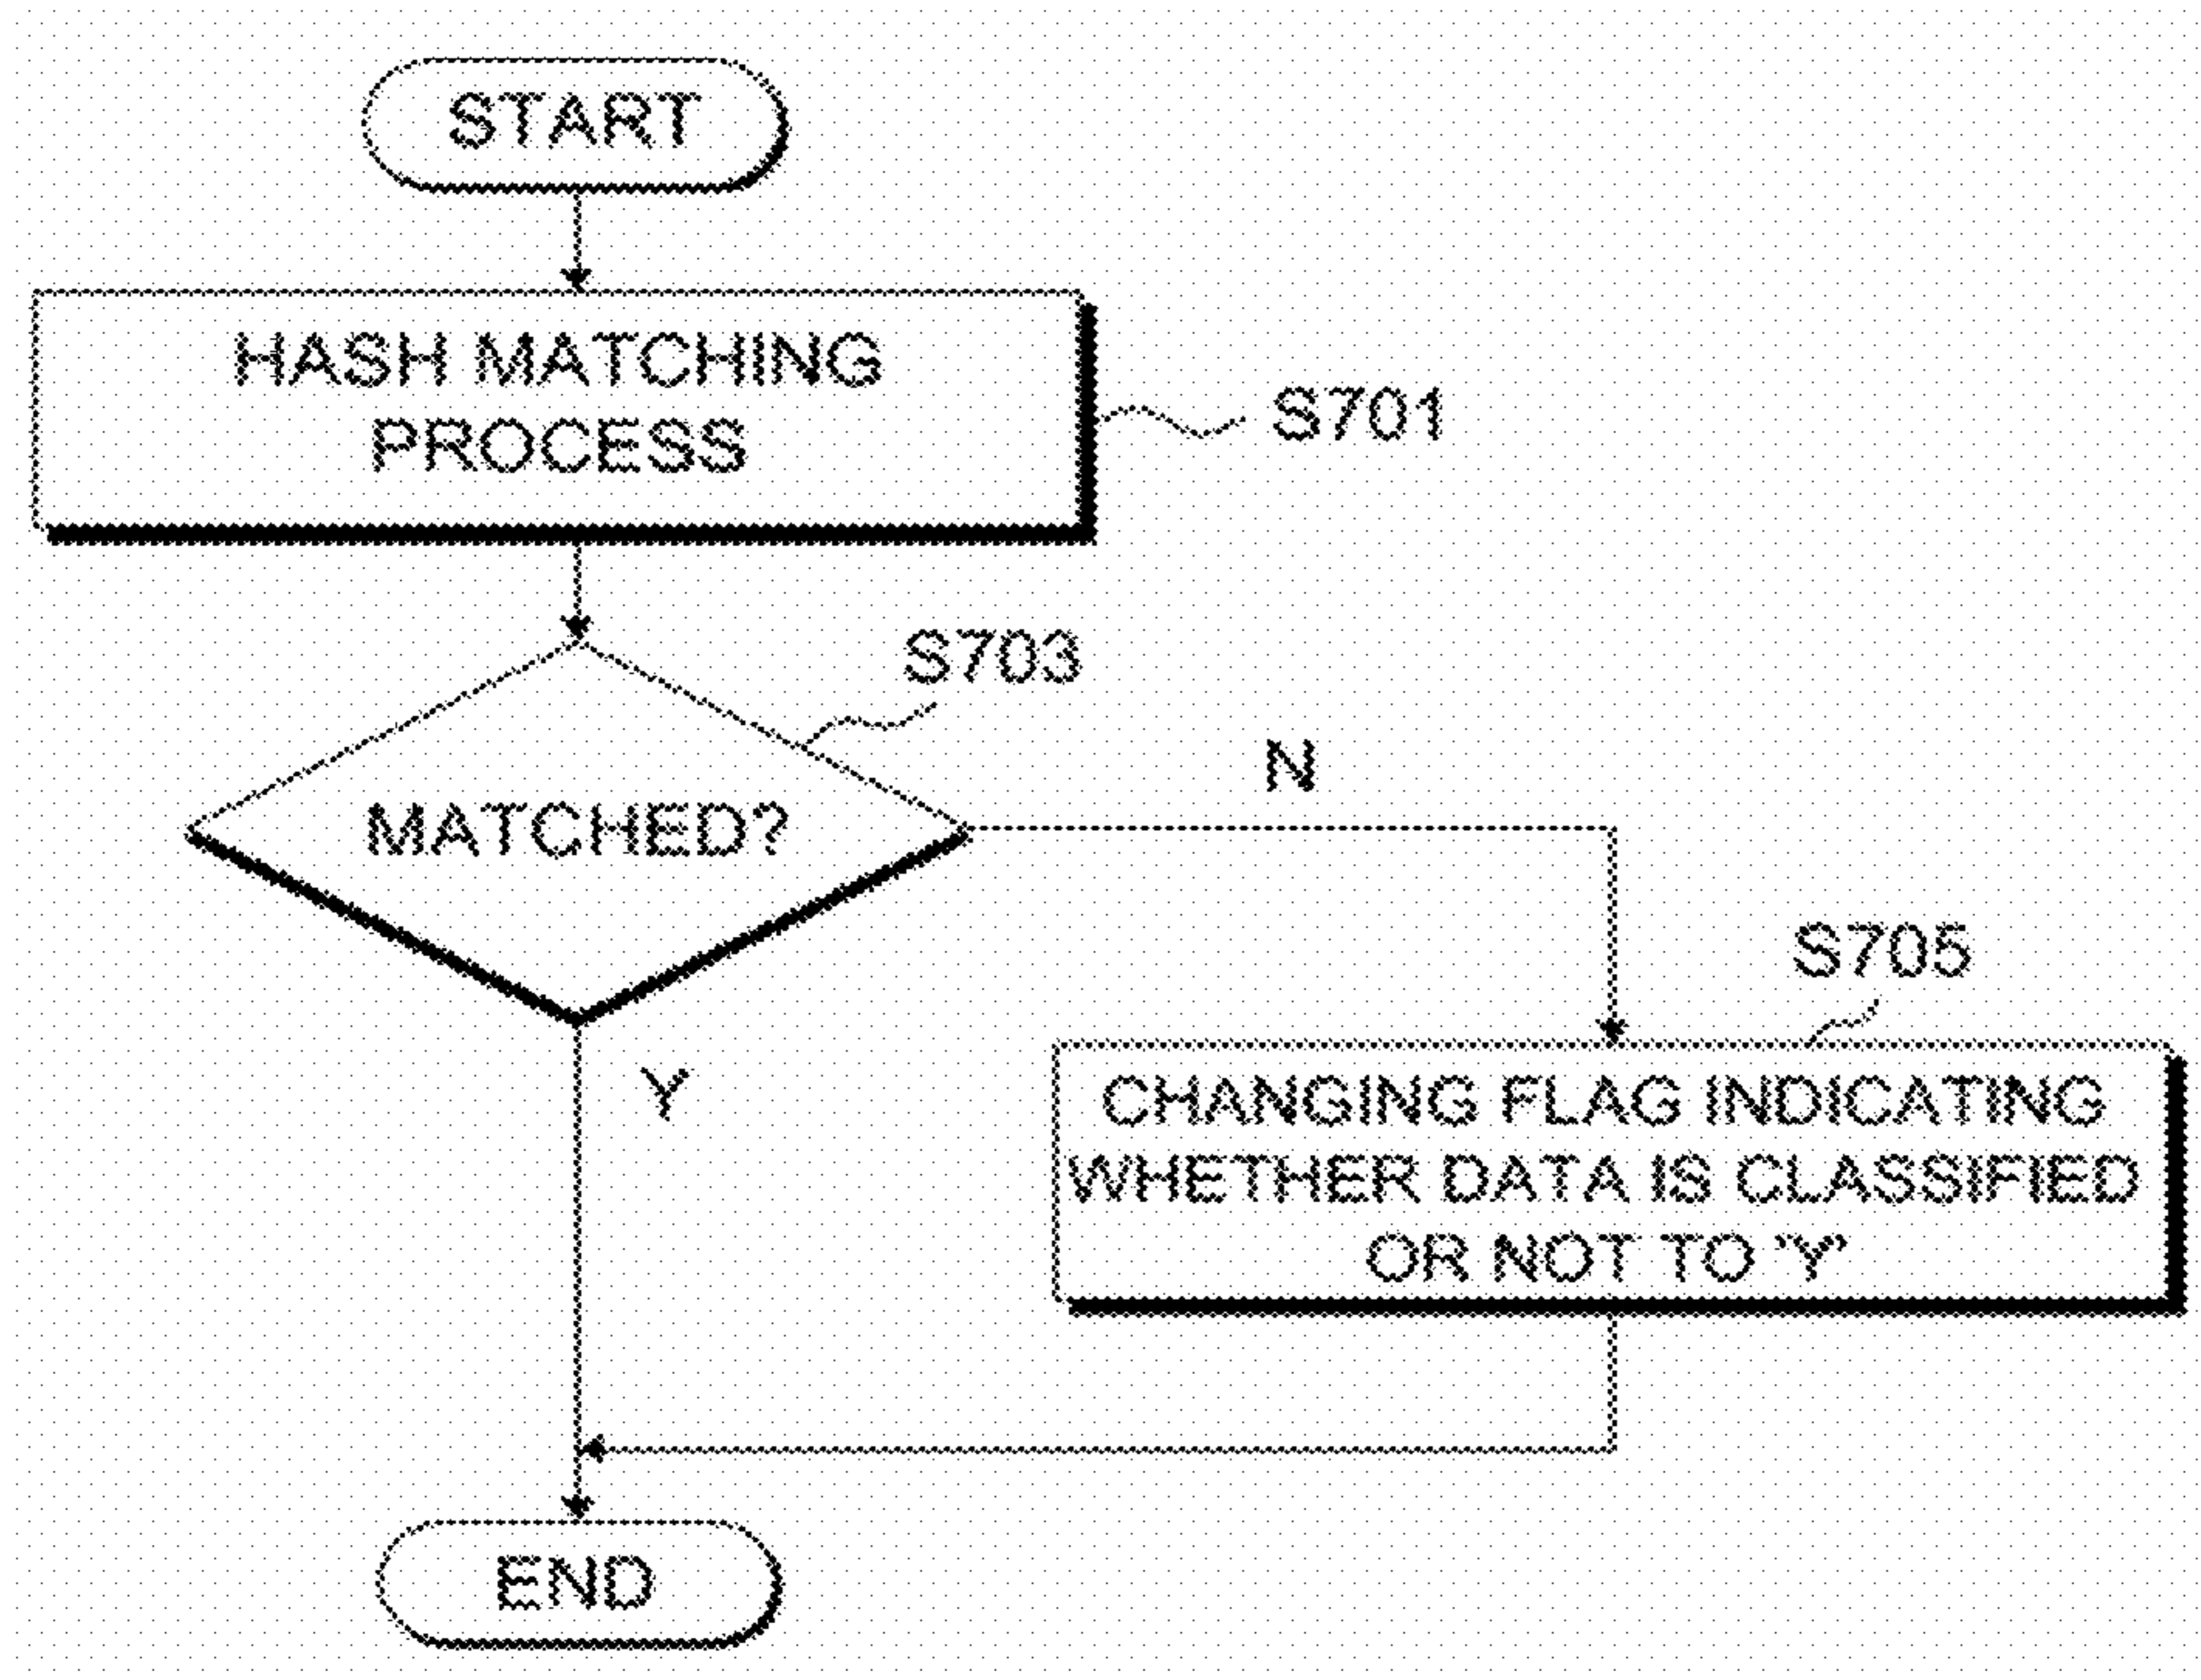 START
HASH MATCHING
PROCESS
S701
S703
MATCHED?
N
Y
S705
CHANGING FLAG INDICATING
WHETHER DATA IS CLASSIFIED
OR NOT TO 'Y'
END